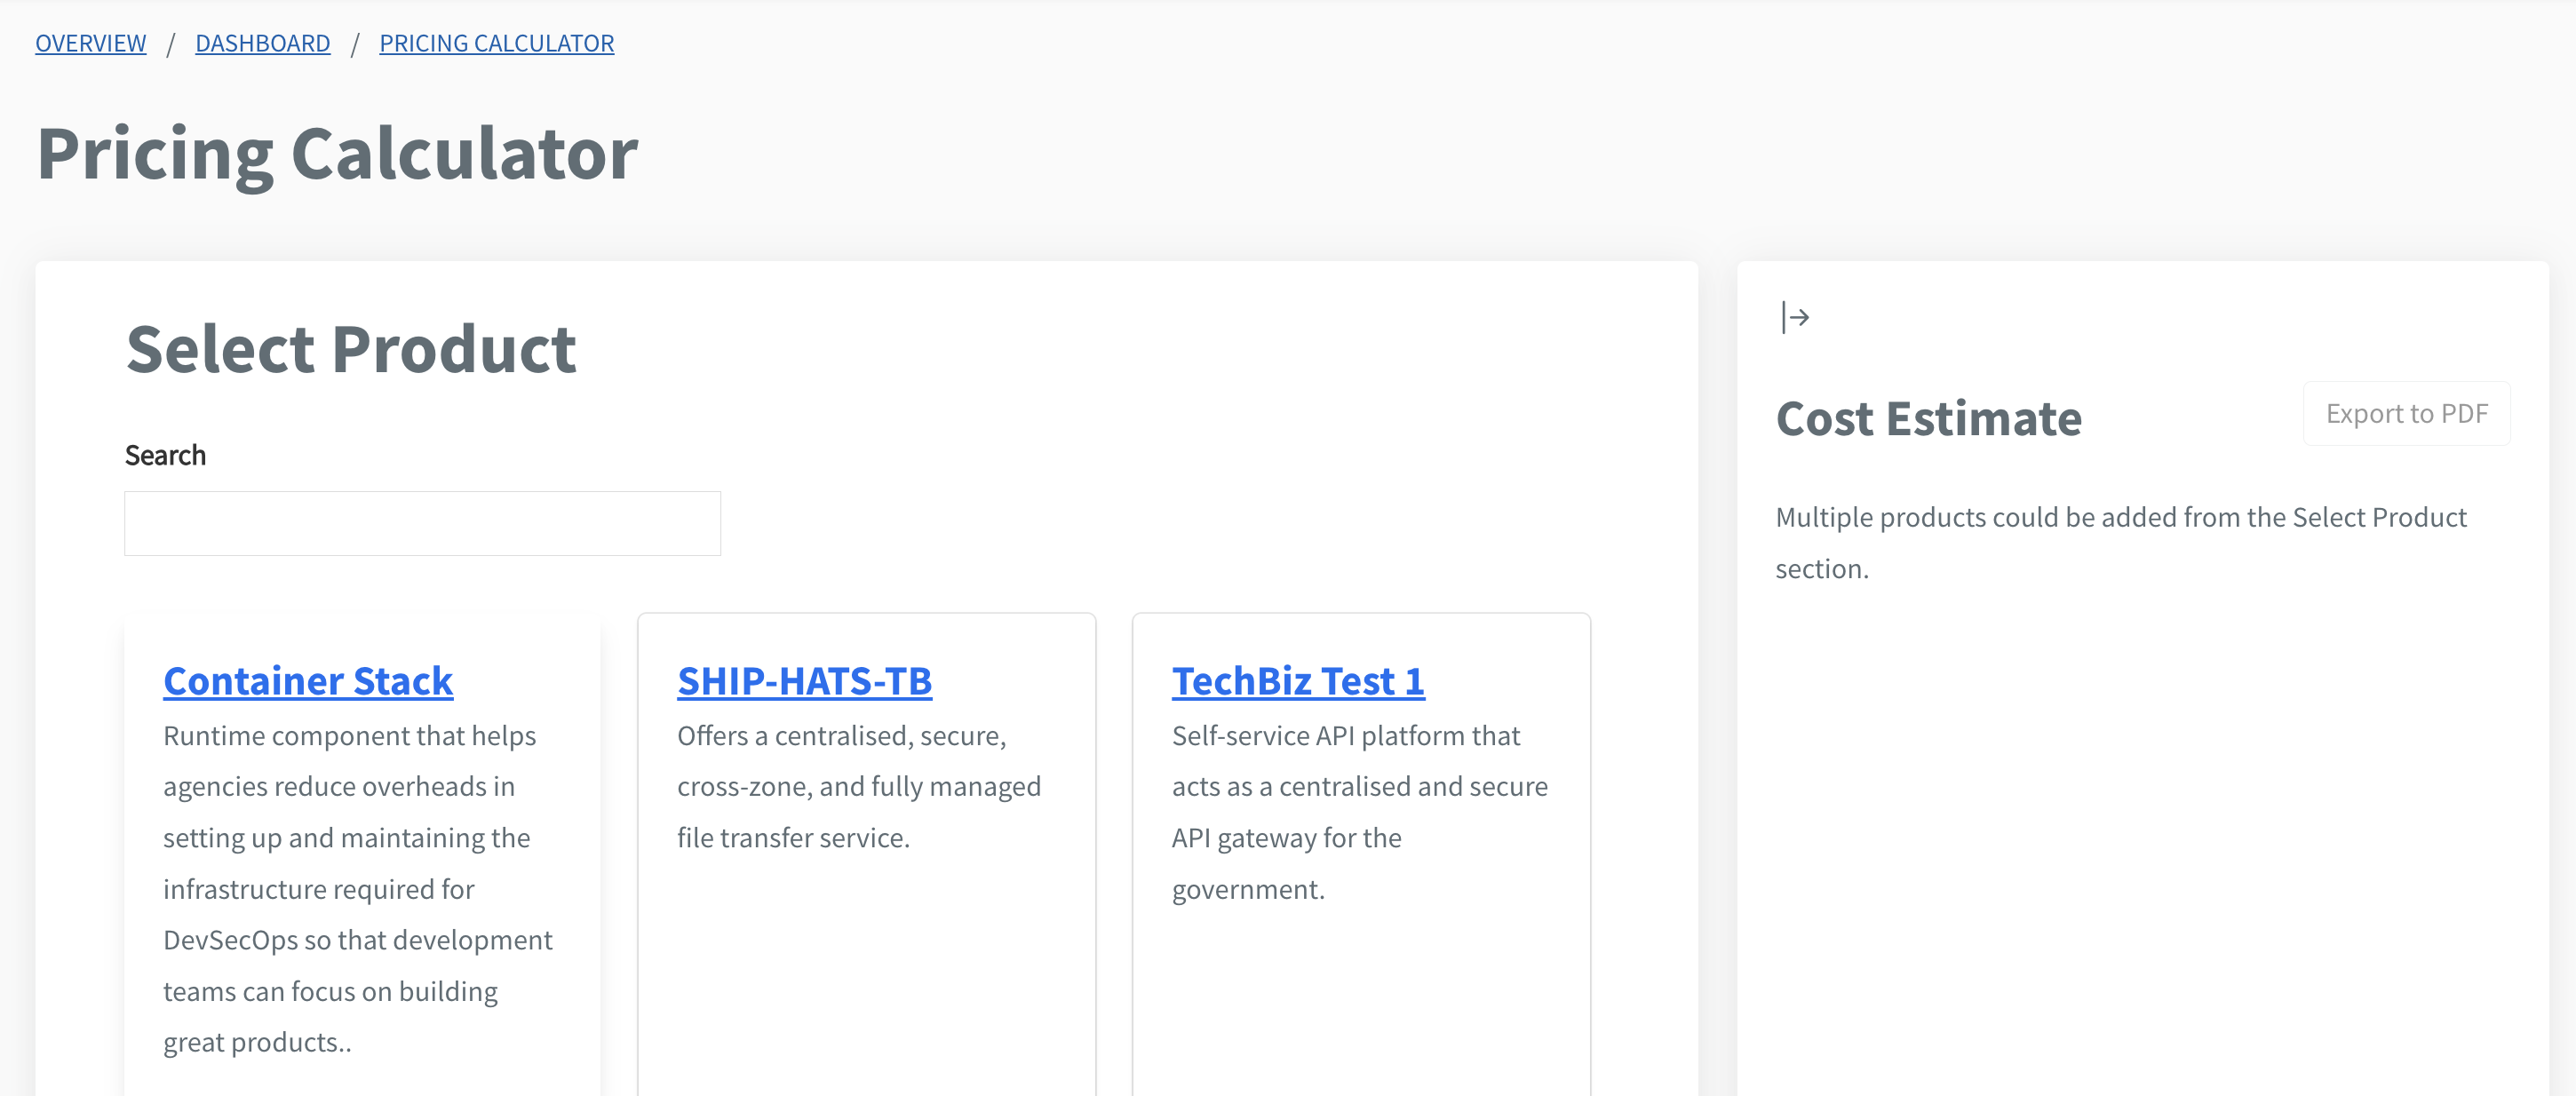 OVERVIEW / DASHBOARD / PRICING CALCULATOR
Pricing Calculator
Select Product
Search
Container Stack
Runtime component that helps
agencies reduce overheads in
setting up and maintaining the
infrastructure required for
DevSecOps so that development
teams can focus on building
great products..
SHIP-HATS-TB
Offers a centralised, secure,
cross-zone, and fully managed
file transfer service.
TechBiz Test 1
Self-service API platform that
acts as a centralised and secure
API gateway for the
government.
Cost Estimate
Export to PDF
Multiple products could be added from the Select Product
section.